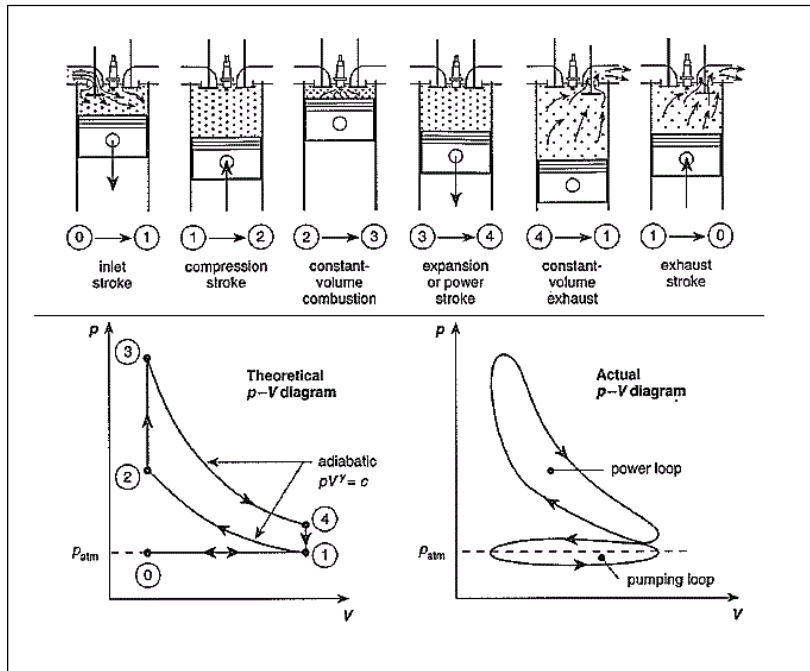 0 → 1
1 → 2
2 → 3
3 → 4
4 → 1
1 → 0
inlet
stroke
compression
stroke
constant-
volume
combustion
expansion
or power
stroke
constant-
volume
exhaust
exhaust
stroke
p
3
Theoretical
p–V diagram
2
adiabatic
pVᵞ = c
4
p_atm
0
1
V
p
Actual
p–V diagram
power loop
p_atm
pumping loop
V